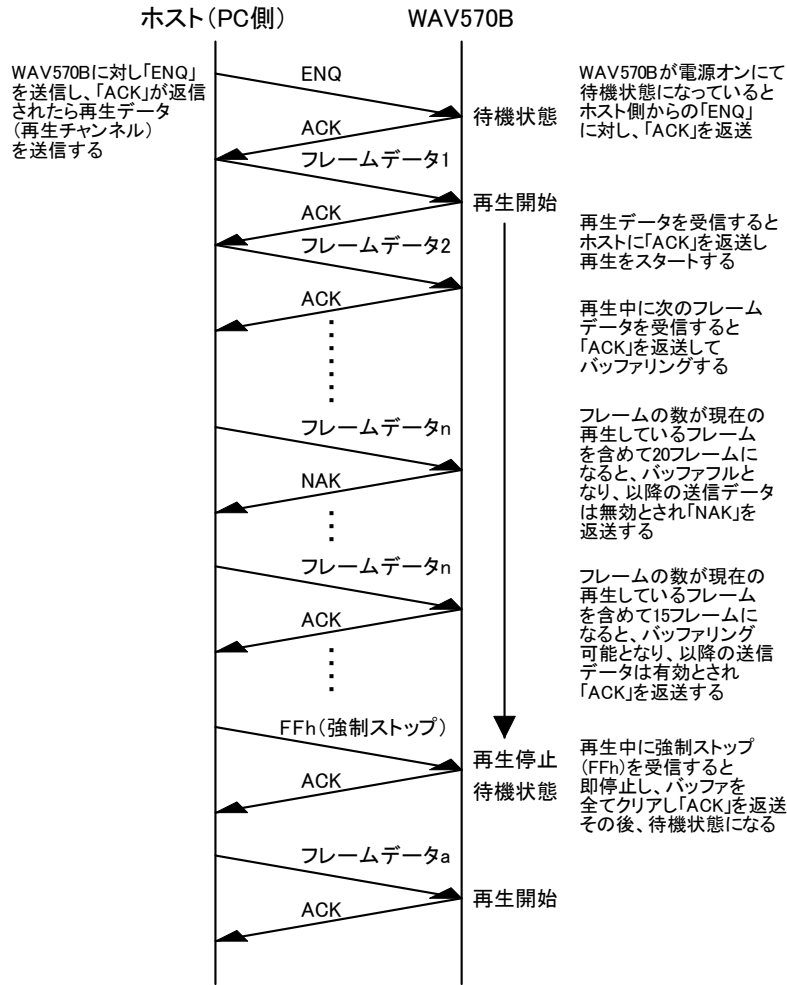 ホスト（PC側）
WAV570B
WAV570Bに対し「ENQ」
を送信し、「ACK」が返信
されたら再生データ
（再生チャンネル）
を送信する
ENQ
待機状態
WAV570Bが電源オンにて
待機状態になっていると
ホスト側からの「ENQ」
に対し、「ACK」を返送
ACK
フレームデータ1
再生開始
ACK
フレームデータ2
再生データを受信すると
ホストに「ACK」を返送し
再生をスタートする
ACK
再生中に次のフレーム
データを受信すると
「ACK」を返送して
バッファリングする
フレームデータn
NAK
フレームの数が現在の
再生しているフレーム
を含めて20フレームに
なると、バッファフルと
なり、以降の送信データ
は無効とされ「NAK」を
返送する
フレームデータn
ACK
フレームの数が現在の
再生しているフレーム
を含めて15フレームに
なると、バッファリング
可能となり、以降の送信
データは有効とされ
「ACK」を返送する
FFh（強制ストップ）
再生停止
待機状態
ACK
再生中に強制ストップ
（FFh）を受信すると
即停止し、バッファを
全てクリアし「ACK」を返送
その後、待機状態になる
フレームデータa
再生開始
ACK